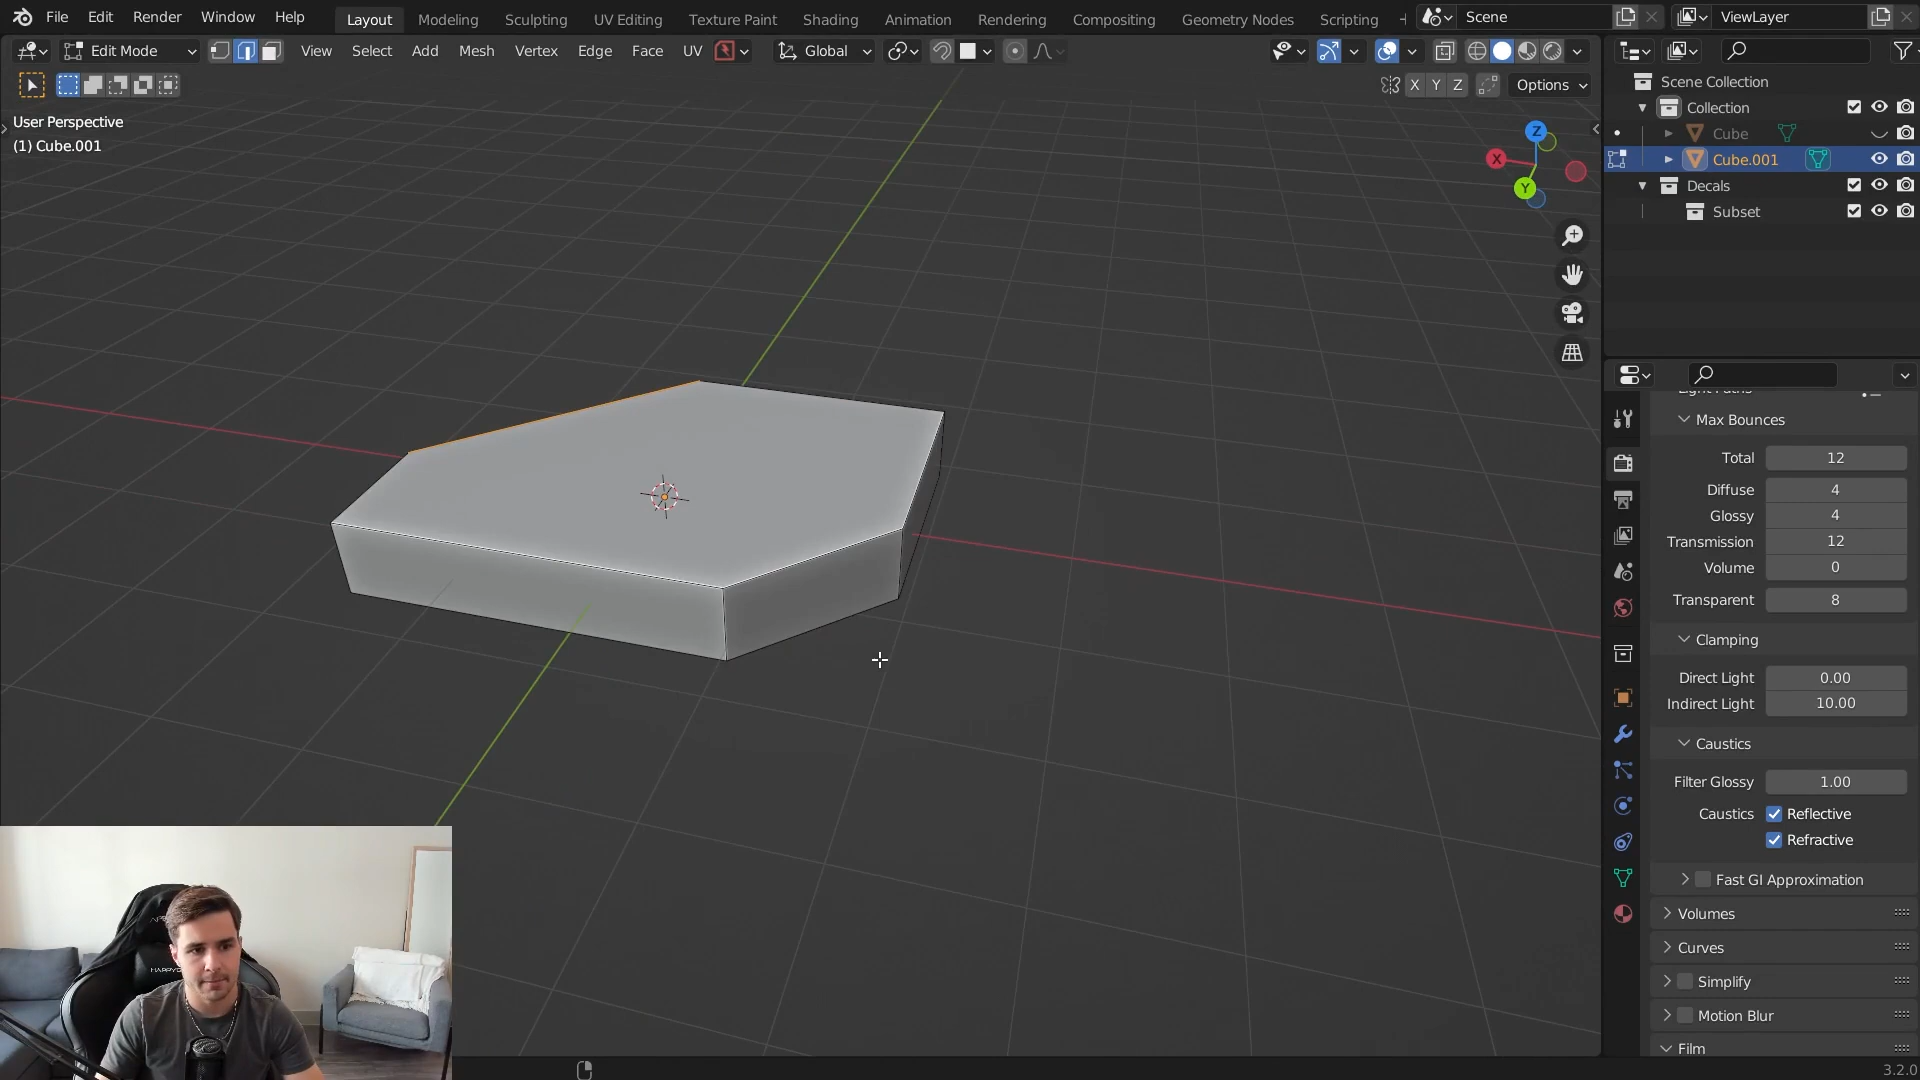 File Edit Render Window Help Layout Modeling Sculpting UV Editing Texture Paint Shading Animation Rendering Compositing Geometry Nodes Scripting + Scene ViewLayer
Edit Mode View Select Add Mesh Vertex Edge Face UV Global
X Y Z Options
User Perspective
(1) Cube.001
Z
X
Y
Scene Collection
Collection
Cube
Cube.001
Decals
Subset
Max Bounces
Total 12
Diffuse 4
Glossy 4
Transmission 12
Volume 0
Transparent 8
Clamping
Direct Light 0.00
Indirect Light 10.00
Caustics
Filter Glossy 1.00
Caustics Reflective
Refractive
Fast GI Approximation
Volumes
Curves
Simplify
Motion Blur
Film
3.2.0